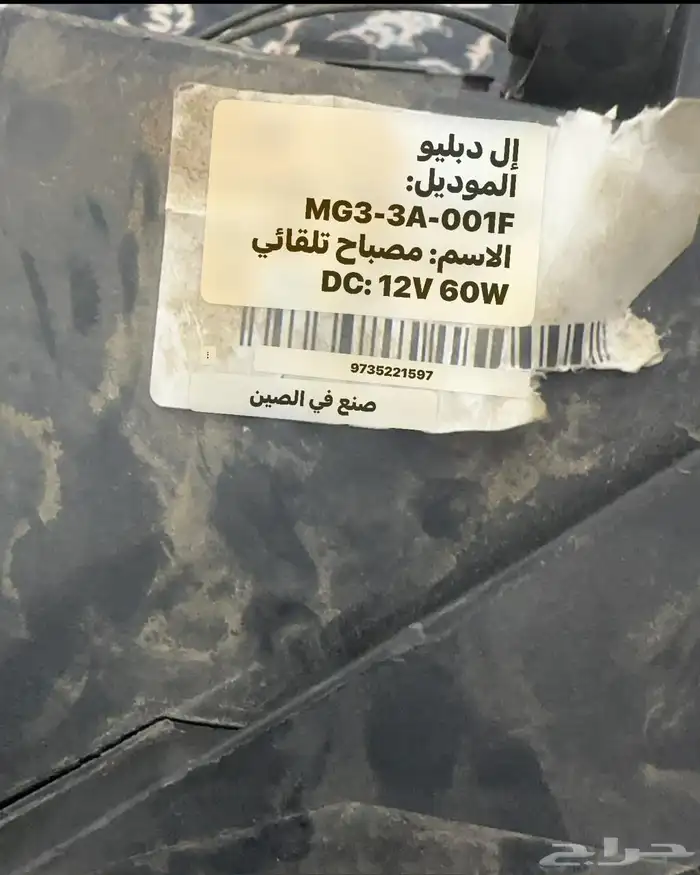 إل دبليو
الموديل:
MG3-3A-001F
الاسم: مصباح تلقائي
DC: 12V 60W
9735221597
صنع في الصين
حراج